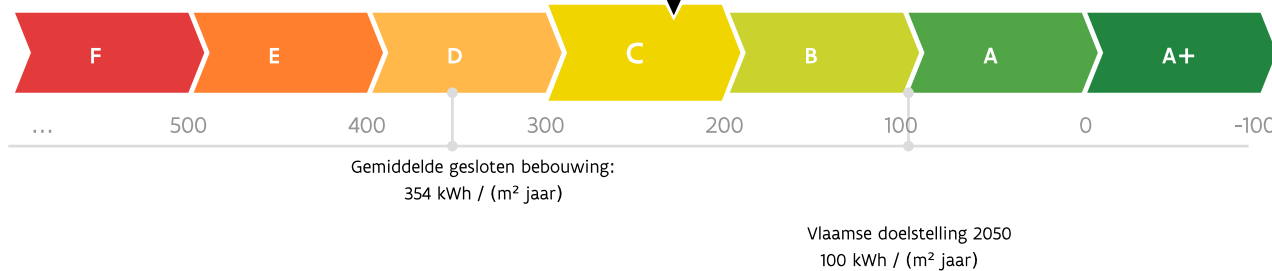 F E D C B A A+
... 500 400 300 200 100 0 -100
Gemiddelde gesloten bebouwing:
354 kWh / (m² jaar)
Vlaamse doelstelling 2050
100 kWh / (m² jaar)